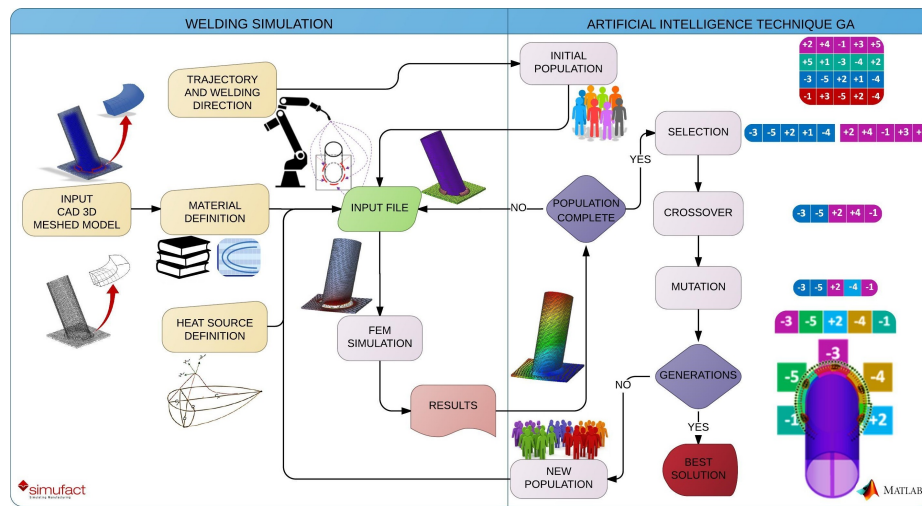 WELDING SIMULATION
ARTIFICIAL INTELLIGENCE TECHNIQUE GA
TRAJECTORY
AND WELDING
DIRECTION
INITIAL
POPULATION
+2 +4 -1 +3 +5
+5 +1 -3 -4 +2
-3 -5 +2 +1 -4
-1 +3 -5 +2 -4
SELECTION
-3 -5 +2 +1 -4
+2 +4 -1 +3
YES
INPUT
CAD 3D
MESHED MODEL
MATERIAL
DEFINITION
INPUT FILE
NO
POPULATION
COMPLETE
CROSSOVER
-3 -5 +2 +4 -1
MUTATION
-3 -5 +2 -4 -1
HEAT SOURCE
DEFINITION
FEM
SIMULATION
-3 -5 +2 -4 -1
-3
-5
-4
-1
+2
GENERATIONS
NO
YES
RESULTS
NEW
POPULATION
BEST
SOLUTION
simufact
simulating manufacturing
MATLAB